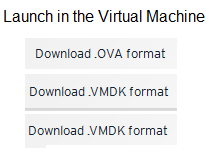 Launch in the Virtual Machine
Download .OVA format
Download .VMDK format
Download .VMDK format